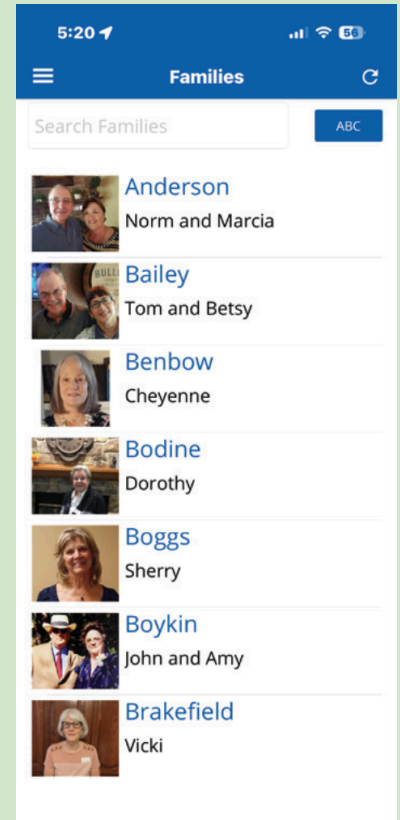 5:20
56
Families
Search Families
ABC
Anderson
Norm and Marcia
BULL
Bailey
Tom and Betsy
Benbow
Cheyenne
Bodine
Dorothy
Boggs
Sherry
Boykin
John and Amy
Brakefield
Vicki